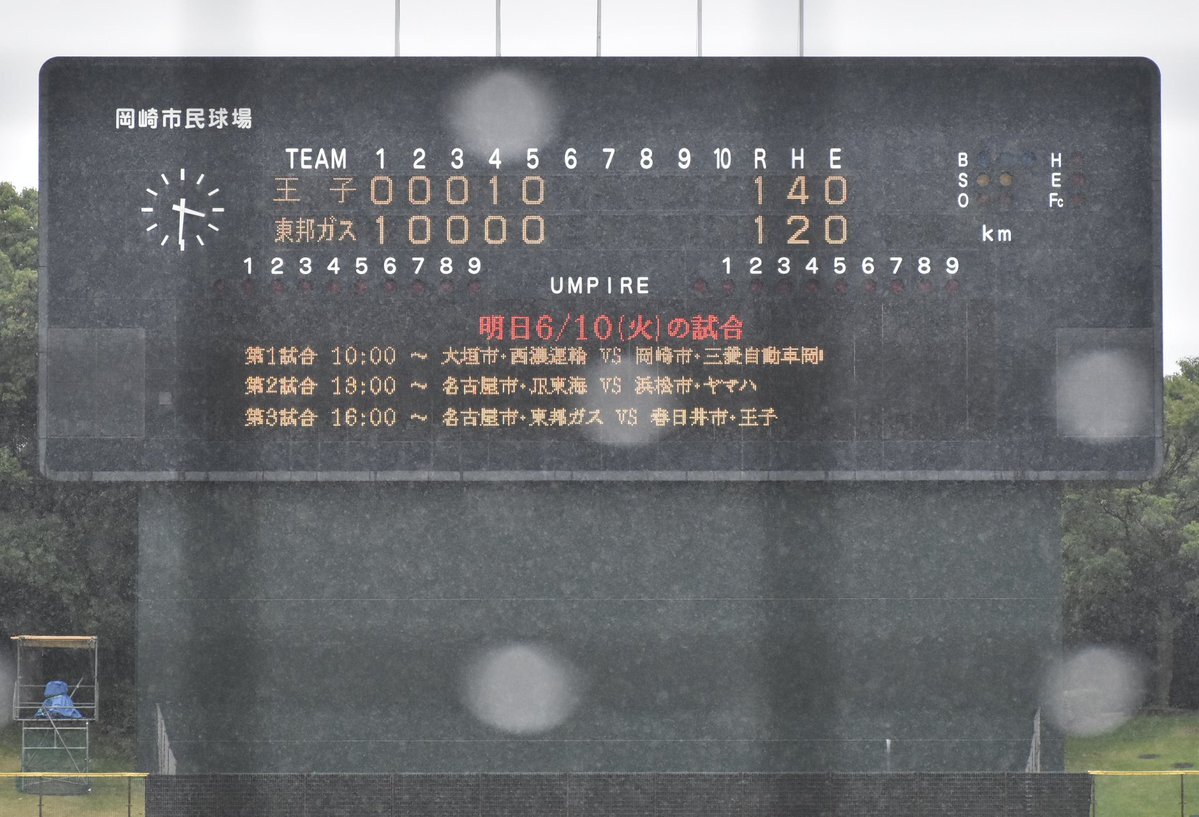 岡崎市民球場
TEAM 1 2 3 4 5 6 7 8 9 10 R H E
王 子 0 0 0 1 0 1 4 0
東邦ガス 1 0 0 0 0 1 2 0
B H
S E
O Fc
km
1 2 3 4 5 6 7 8 9 UMPIRE 1 2 3 4 5 6 7 8 9
明日6/10(火)の試合
第1試合 10:00 ~ 大垣市・西濃運輸 VS 岡崎市・三菱自動車岡
第2試合 13:00 ~ 名古屋市・JR東海 VS 浜松市・ヤマハ
第3試合 16:00 ~ 名古屋市・東邦ガス VS 春日井市・王子